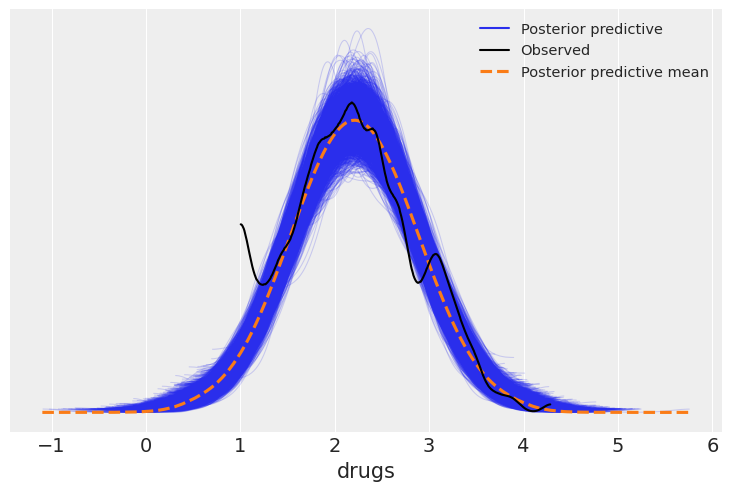 Posterior predictive
Observed
Posterior predictive mean
−1 0 1 2 3 4 5 6
drugs